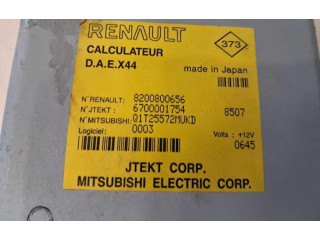 RENAULT
373
CALCULATEUR
D.A.E.X44
made in Japan
N°RENAULT: 8200800656
N°JTEKT: 6700001754 8507
N°MITSUBISHI: Q1T25572MUKD
Logiciel: 0003 Volts: +12V
0645
JTEKT CORP.
MITSUBISHI ELECTRIC CORP.